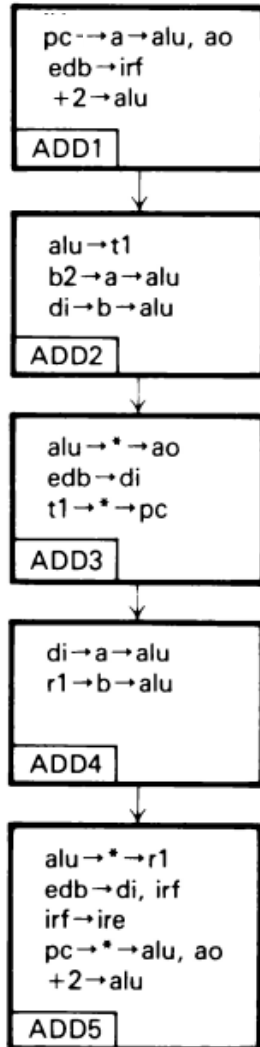 pc→a→alu, ao
edb→irf
+2→alu
ADD1
alu→t1
b2→a→alu
di→b→alu
ADD2
alu→*→ao
edb→di
t1→*→pc
ADD3
di→a→alu
r1→b→alu
ADD4
alu→*→r1
edb→di, irf
irf→ire
pc→*→alu, ao
+2→alu
ADD5